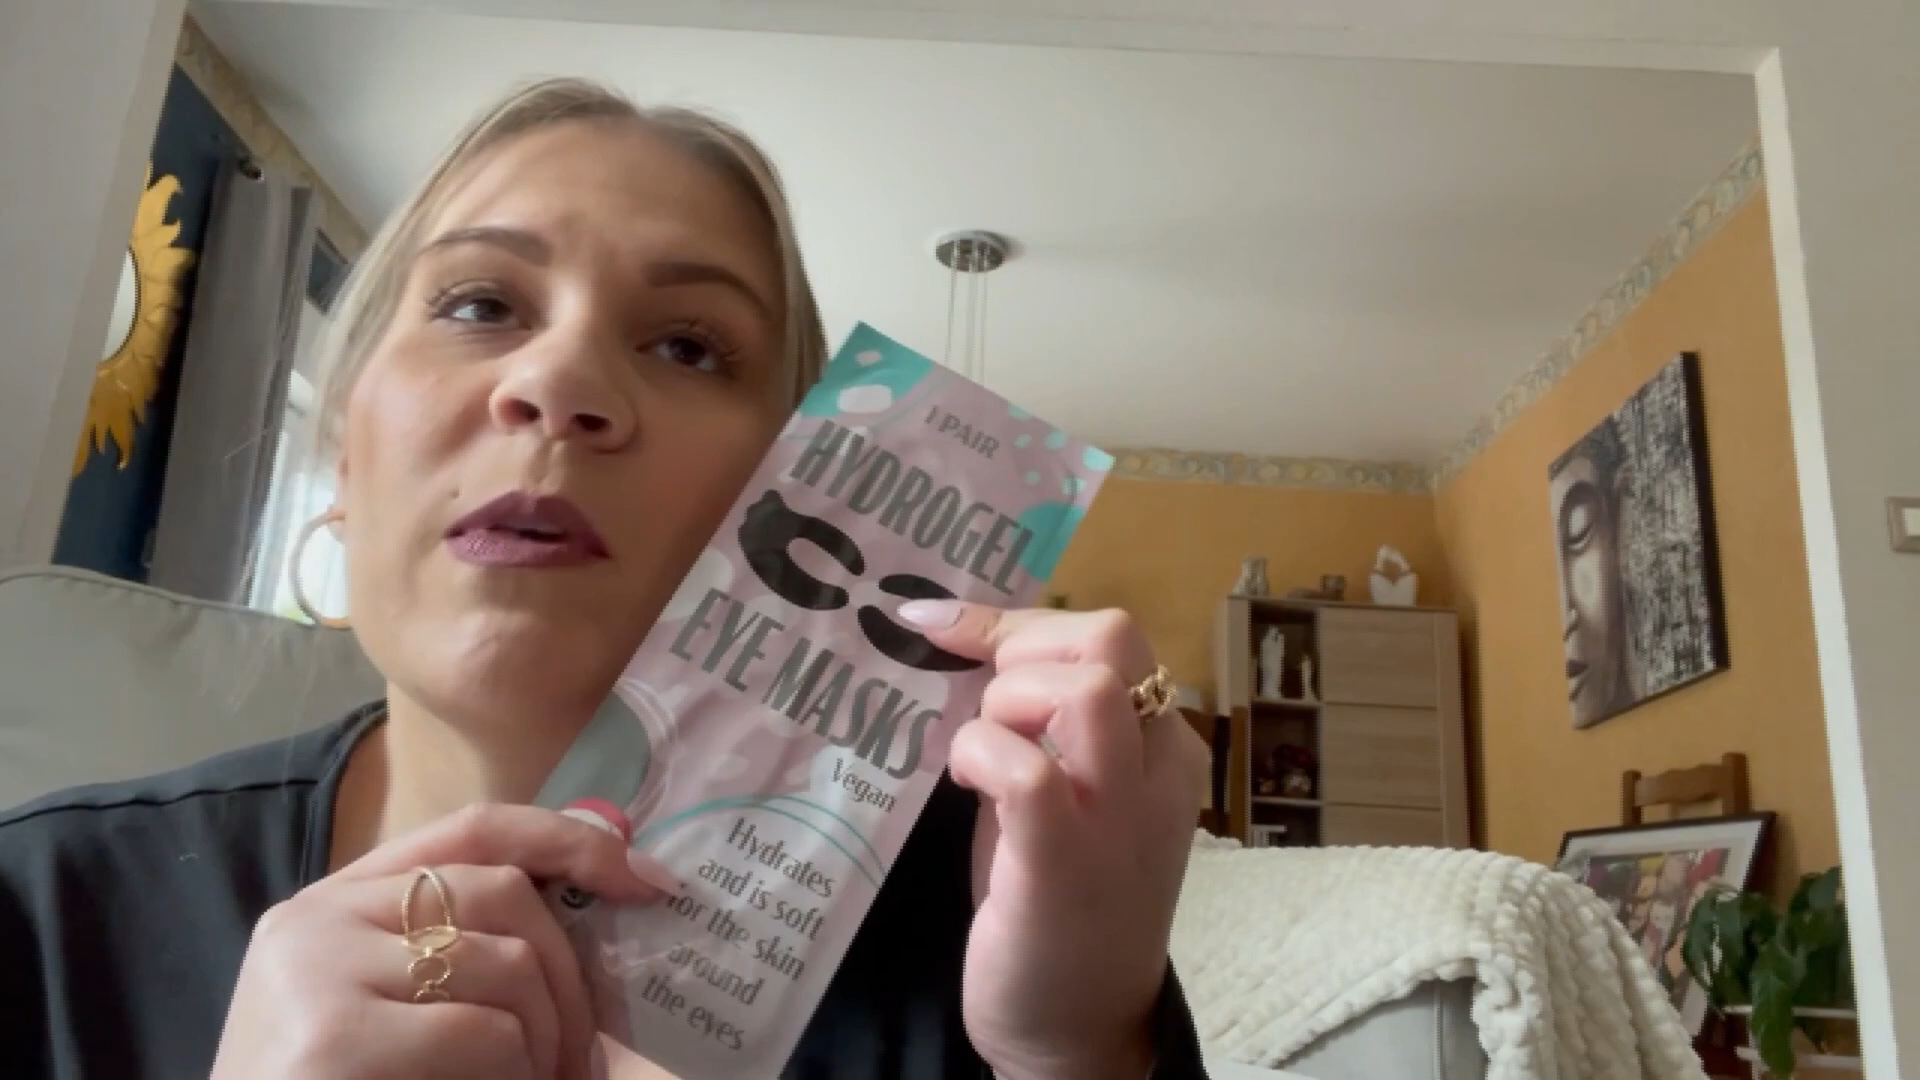 1 PAIR
HYDROGEL
EYE MASKS
Vegan
Hydrates
and is soft
for the skin
around
the eyes